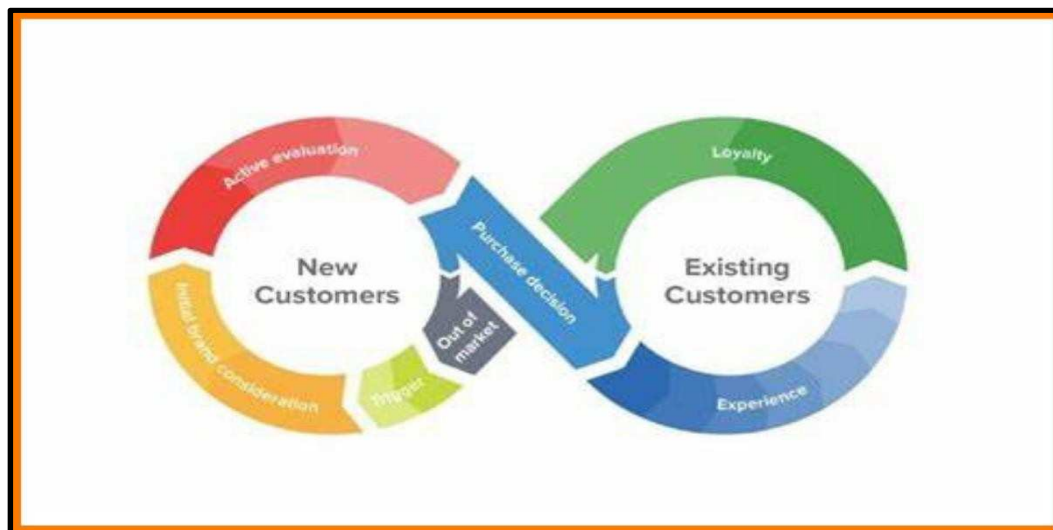 Active evaluation
Loyalty
New
Customers
Purchase decision
Existing
Customers
Initial brand consideration
Out of
market
Trigger
Experience